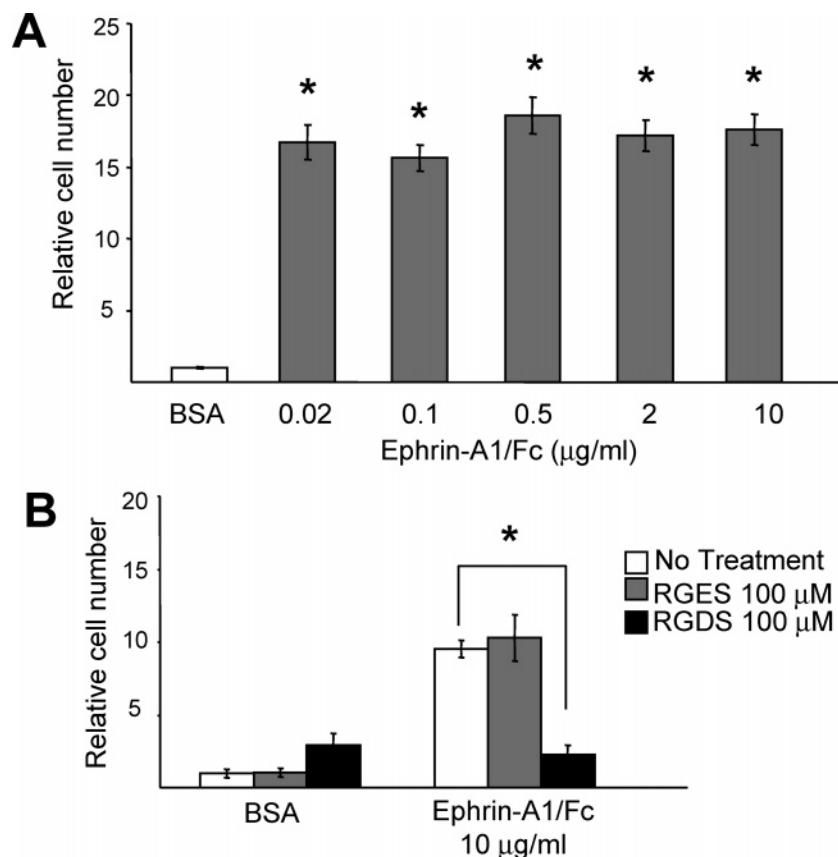 A
Relative cell number
25
20
15
10
5
* * * * *
BSA 0.02 0.1 0.5 2 10
Ephrin-A1/Fc (μg/ml)
B
Relative cell number
20
15
10
5
*
No Treatment
RGES 100 μM
RGDS 100 μM
BSA Ephrin-A1/Fc
10 μg/ml